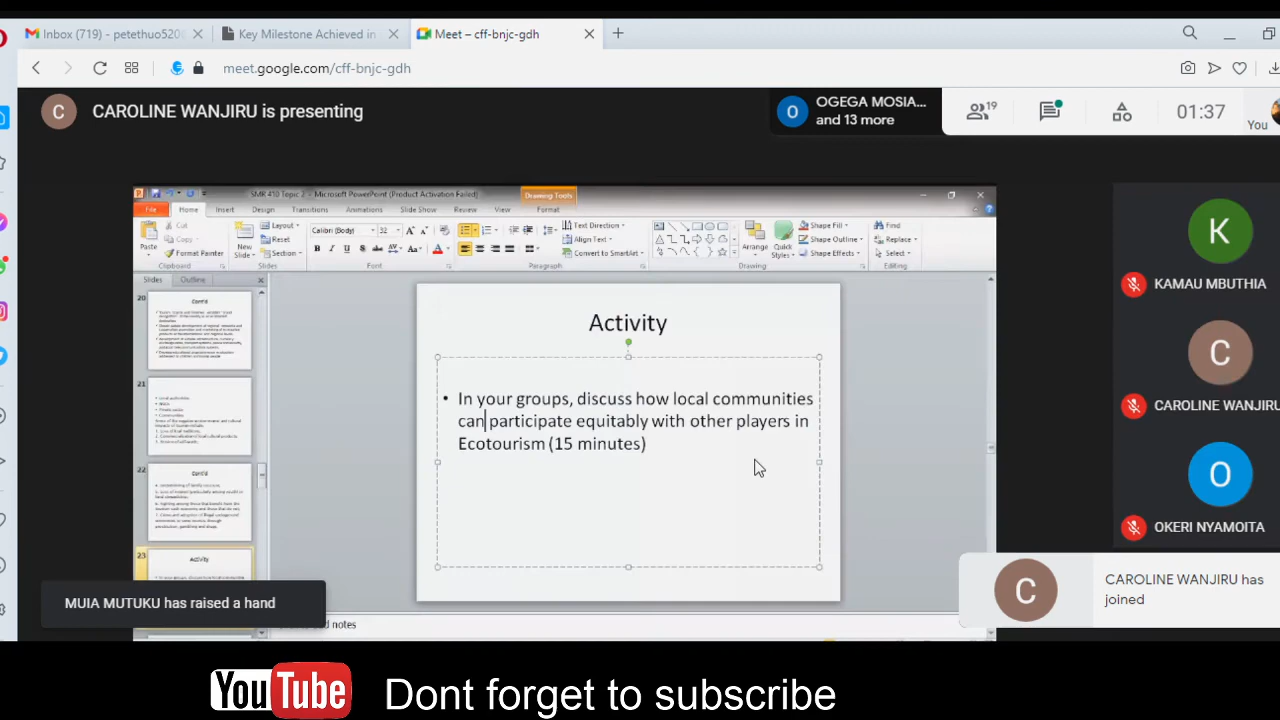 Inbox (719) - petethuo520
Key Milestone Achieved in
Meet – cff-bnjc-gdh
meet.google.com/cff-bnjc-gdh
C
CAROLINE WANJIRU is presenting
O
OGEGA MOSIA...
and 13 more
19
01:37
You
SMR 410 Topic 2 - Microsoft PowerPoint (Product Activation Failed)
Drawing Tools
File
Home
Insert
Design
Transitions
Animations
Slide Show
Review
View
Format
Paste
Cut
Copy
Format Painter
Clipboard
New
Slide
Layout
Reset
Section
Slides
Calibri (Body)
32
Font
Text Direction
Align Text
Convert to SmartArt
Paragraph
Arrange
Quick
Styles
Shape Fill
Shape Outline
Shape Effects
Drawing
Find
Replace
Select
Editing
Slides
Outline
20
21
22
23
Activity
Activity
• In your groups, discuss how local communities
can participate equitably with other players in
Ecotourism (15 minutes)
K
KAMAU MBUTHIA
C
CAROLINE WANJIRU
O
OKERI NYAMOITA
MUIA MUTUKU has raised a hand
notes
C
CAROLINE WANJIRU has
joined
YouTube
Dont forget to subscribe